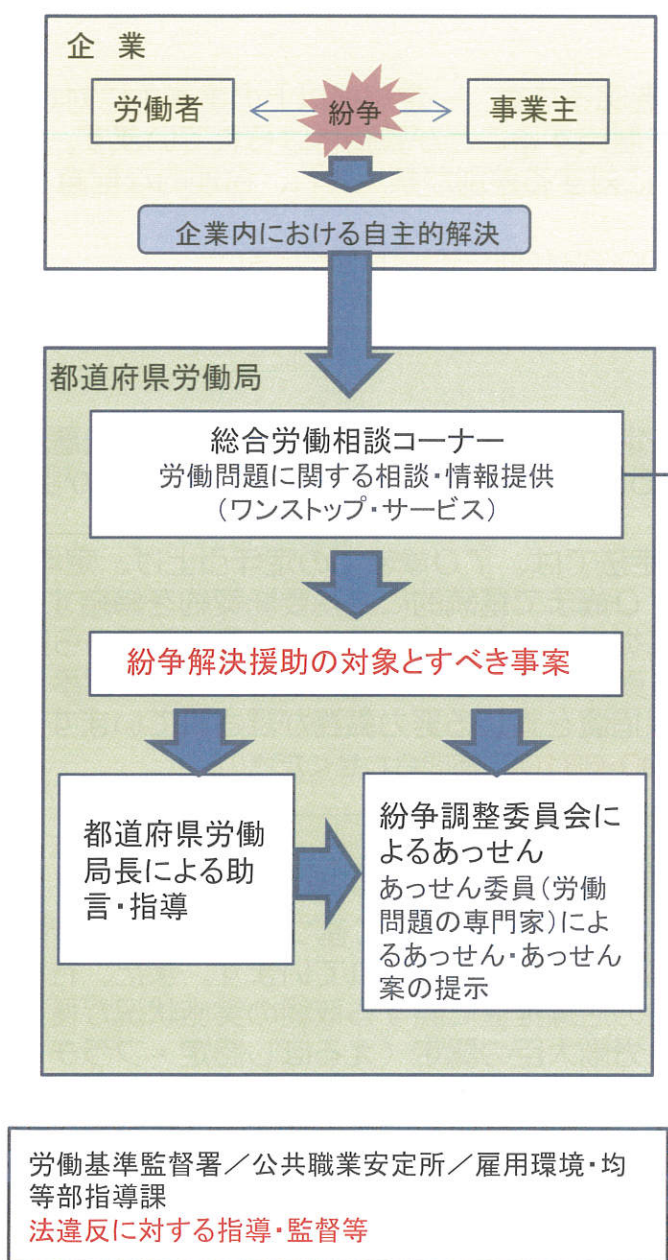 企 業
労働者
紛争
事業主
企業内における自主的解決
都道府県労働局
総合労働相談コーナー
労働問題に関する相談・情報提供
（ワンストップ・サービス）
紛争解決援助の対象とすべき事案
都道府県労働
局長による助
言・指導
紛争調整委員会に
よるあっせん
あっせん委員（労働
問題の専門家）によ
るあっせん・あっせん
案の提示
労働基準監督署／公共職業安定所／雇用環境・均
等部指導課
法違反に対する指導・監督等